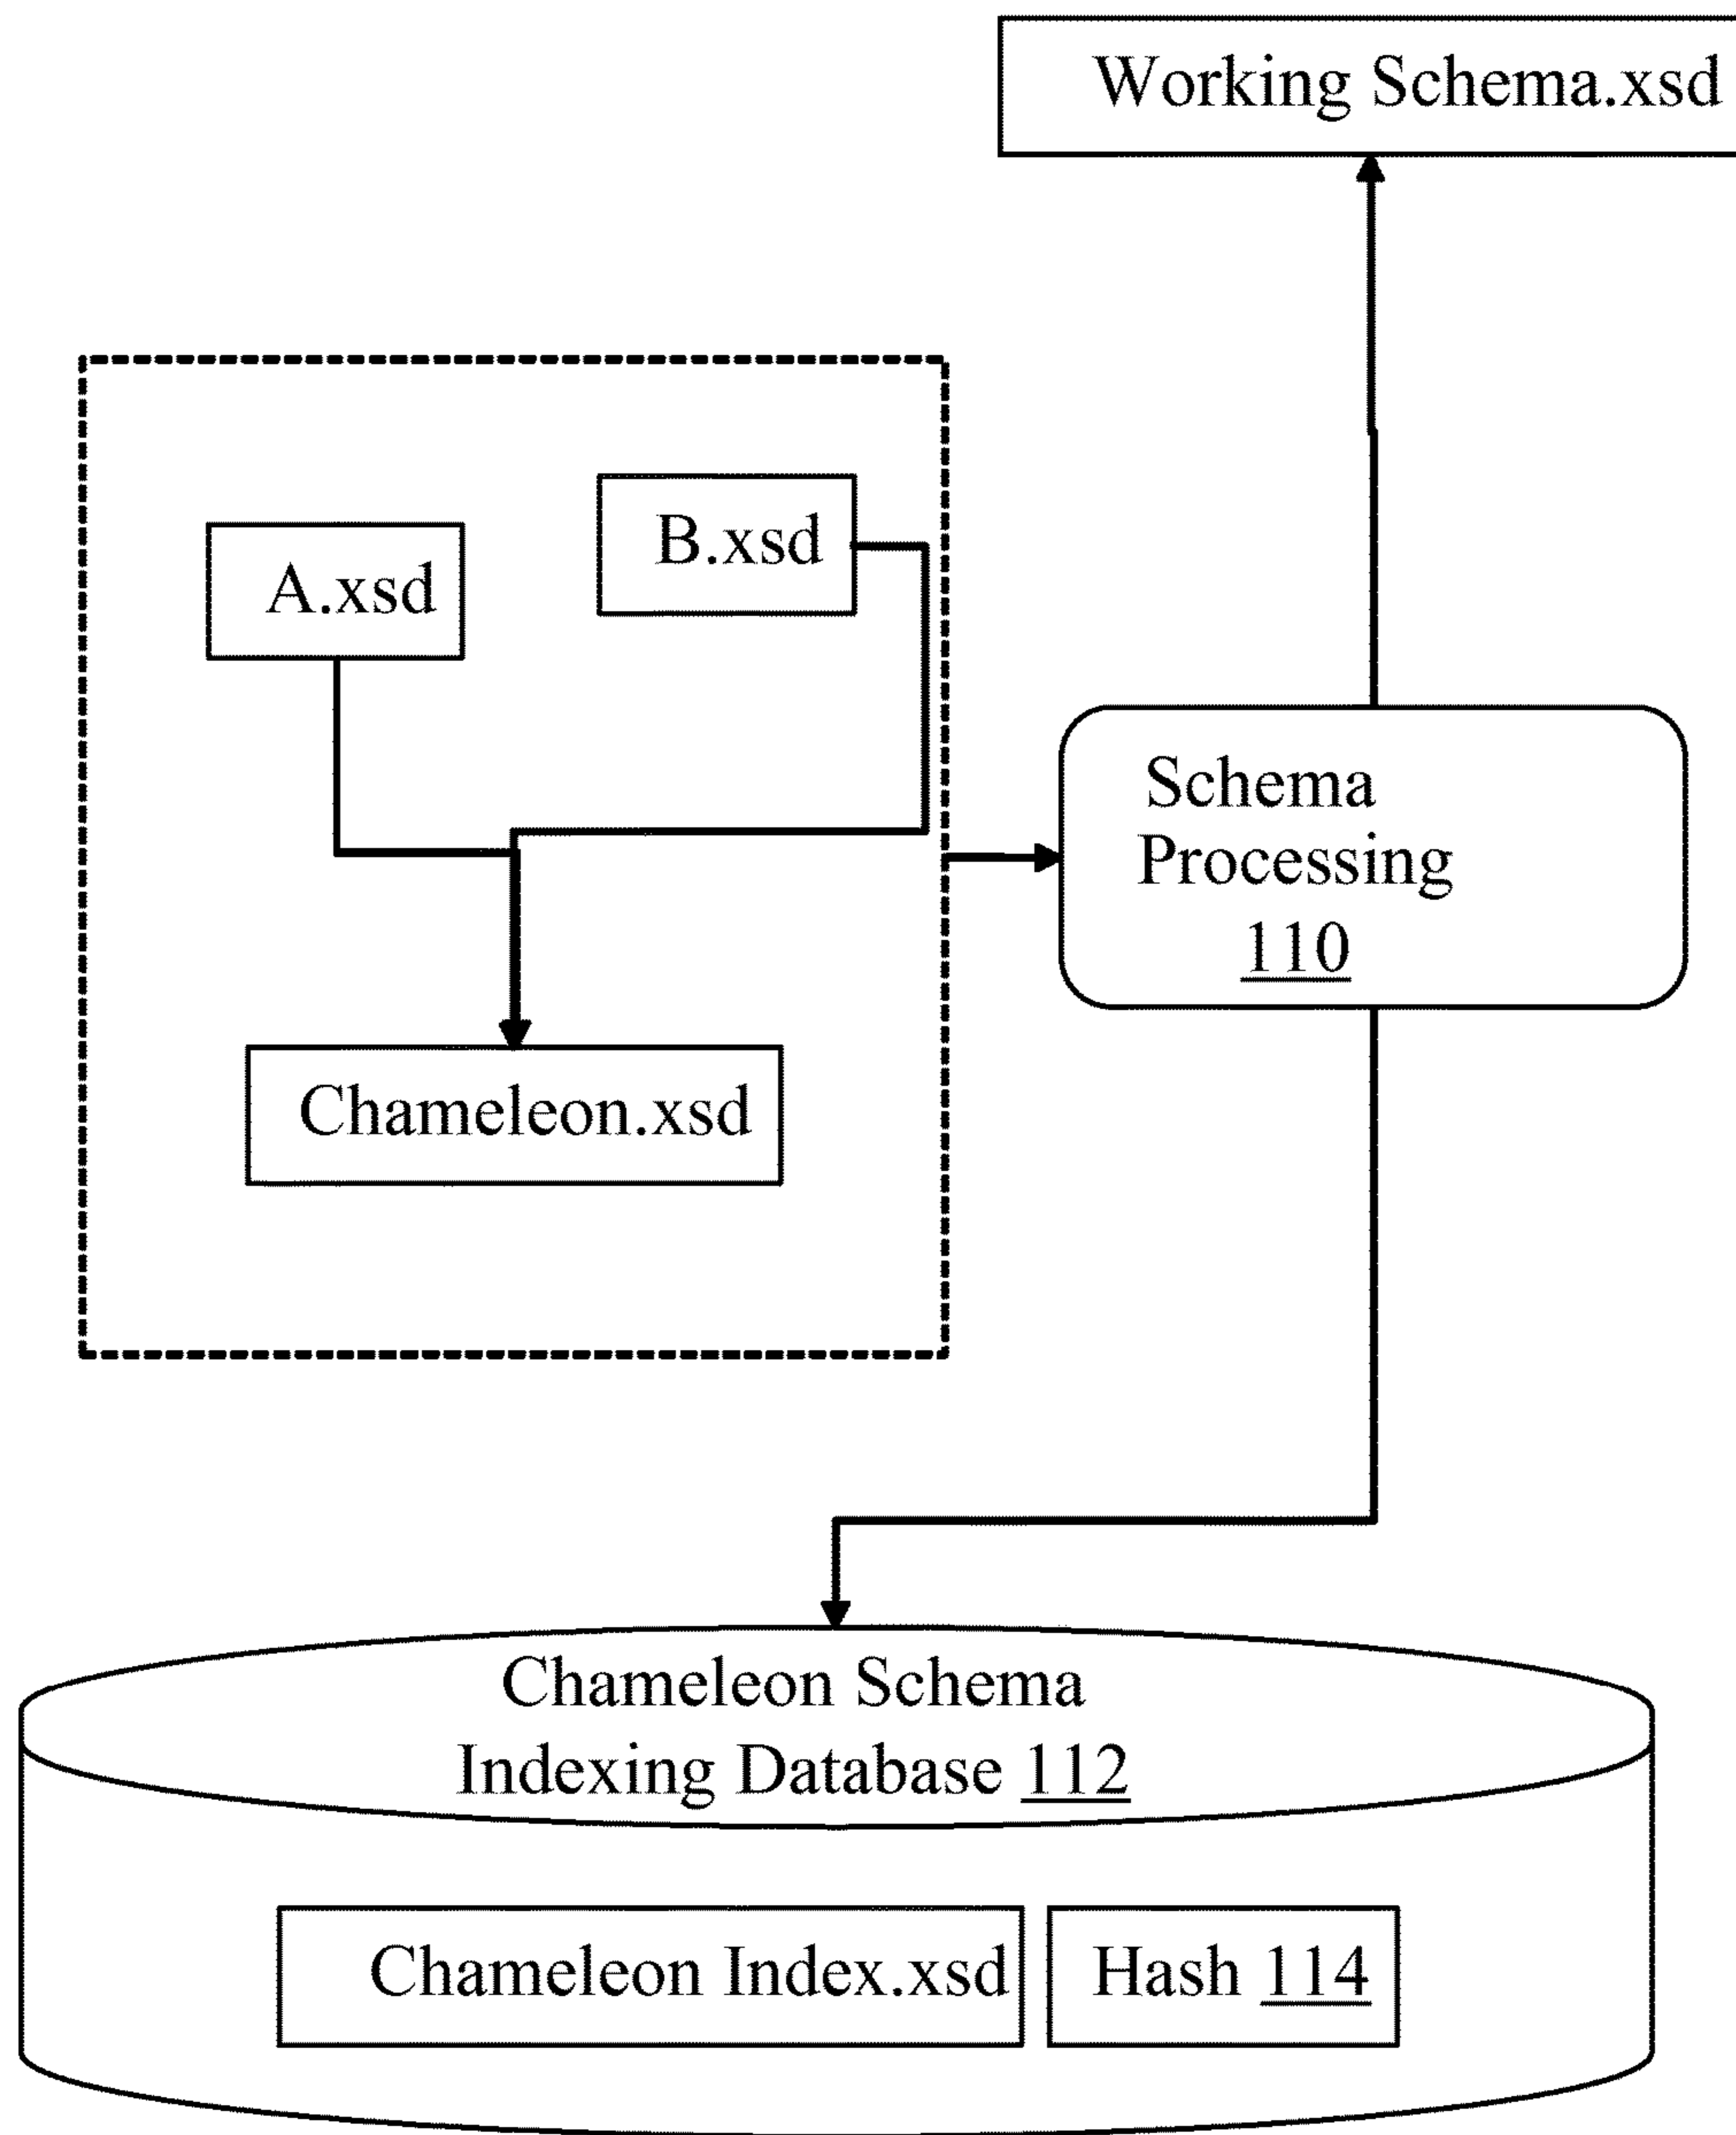 Working Schema.xsd
B.xsd
A.xsd
Schema
Processing
110
Chameleon.xsd
Chameleon Schema
Indexing Database 112
Chameleon Index.xsd
Hash 114